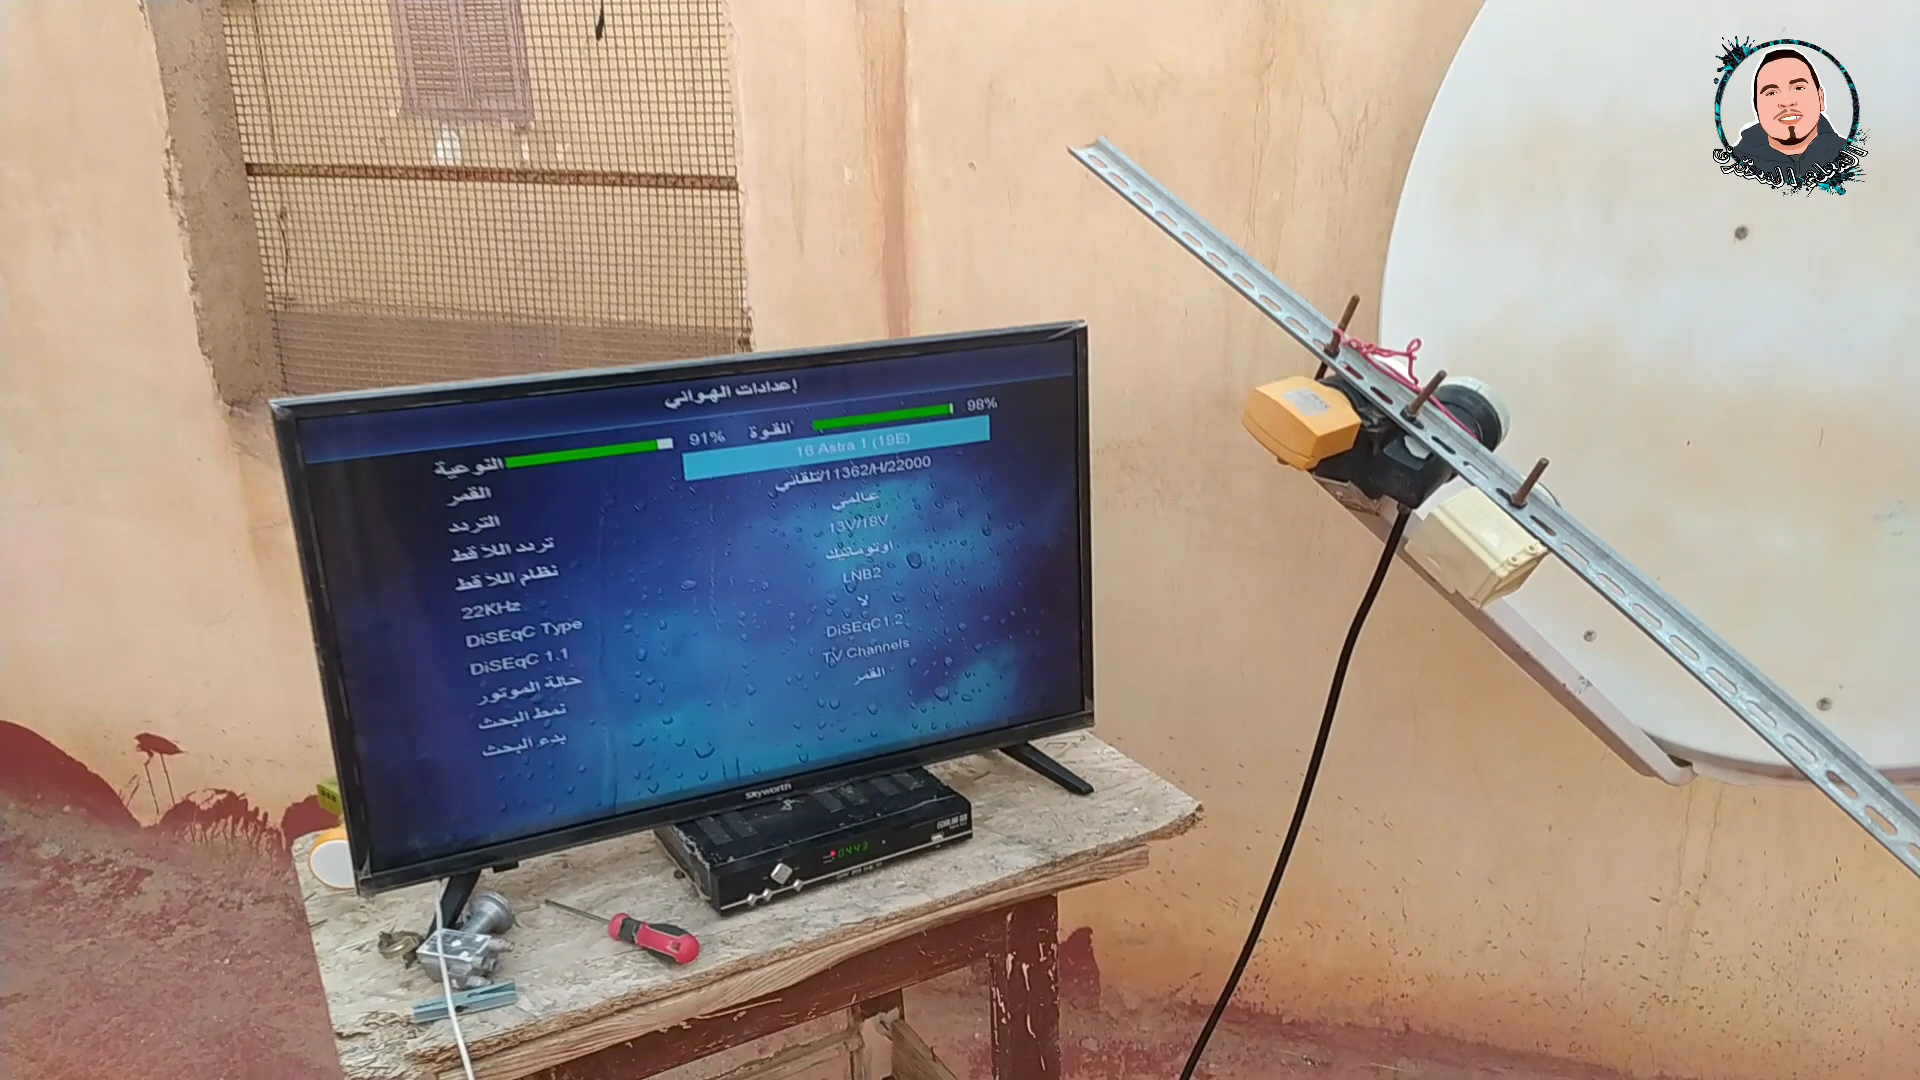 إعدادات الهوائي
النوعية 91% القوة 98%
القمر 16 Astra 1 (19E)
التردد تلقائي/11362/H/22000
تردد اللاقط عالمي
نظام اللاقط 13V/18V
22KHz اوتوماتيك
DiSEqC Type LNB2
DiSEqC 1.1 لا
حالة الموتور DiSEqC1.2
نمط البحث TV Channels
بدء البحث القمر
Skyworth
0443